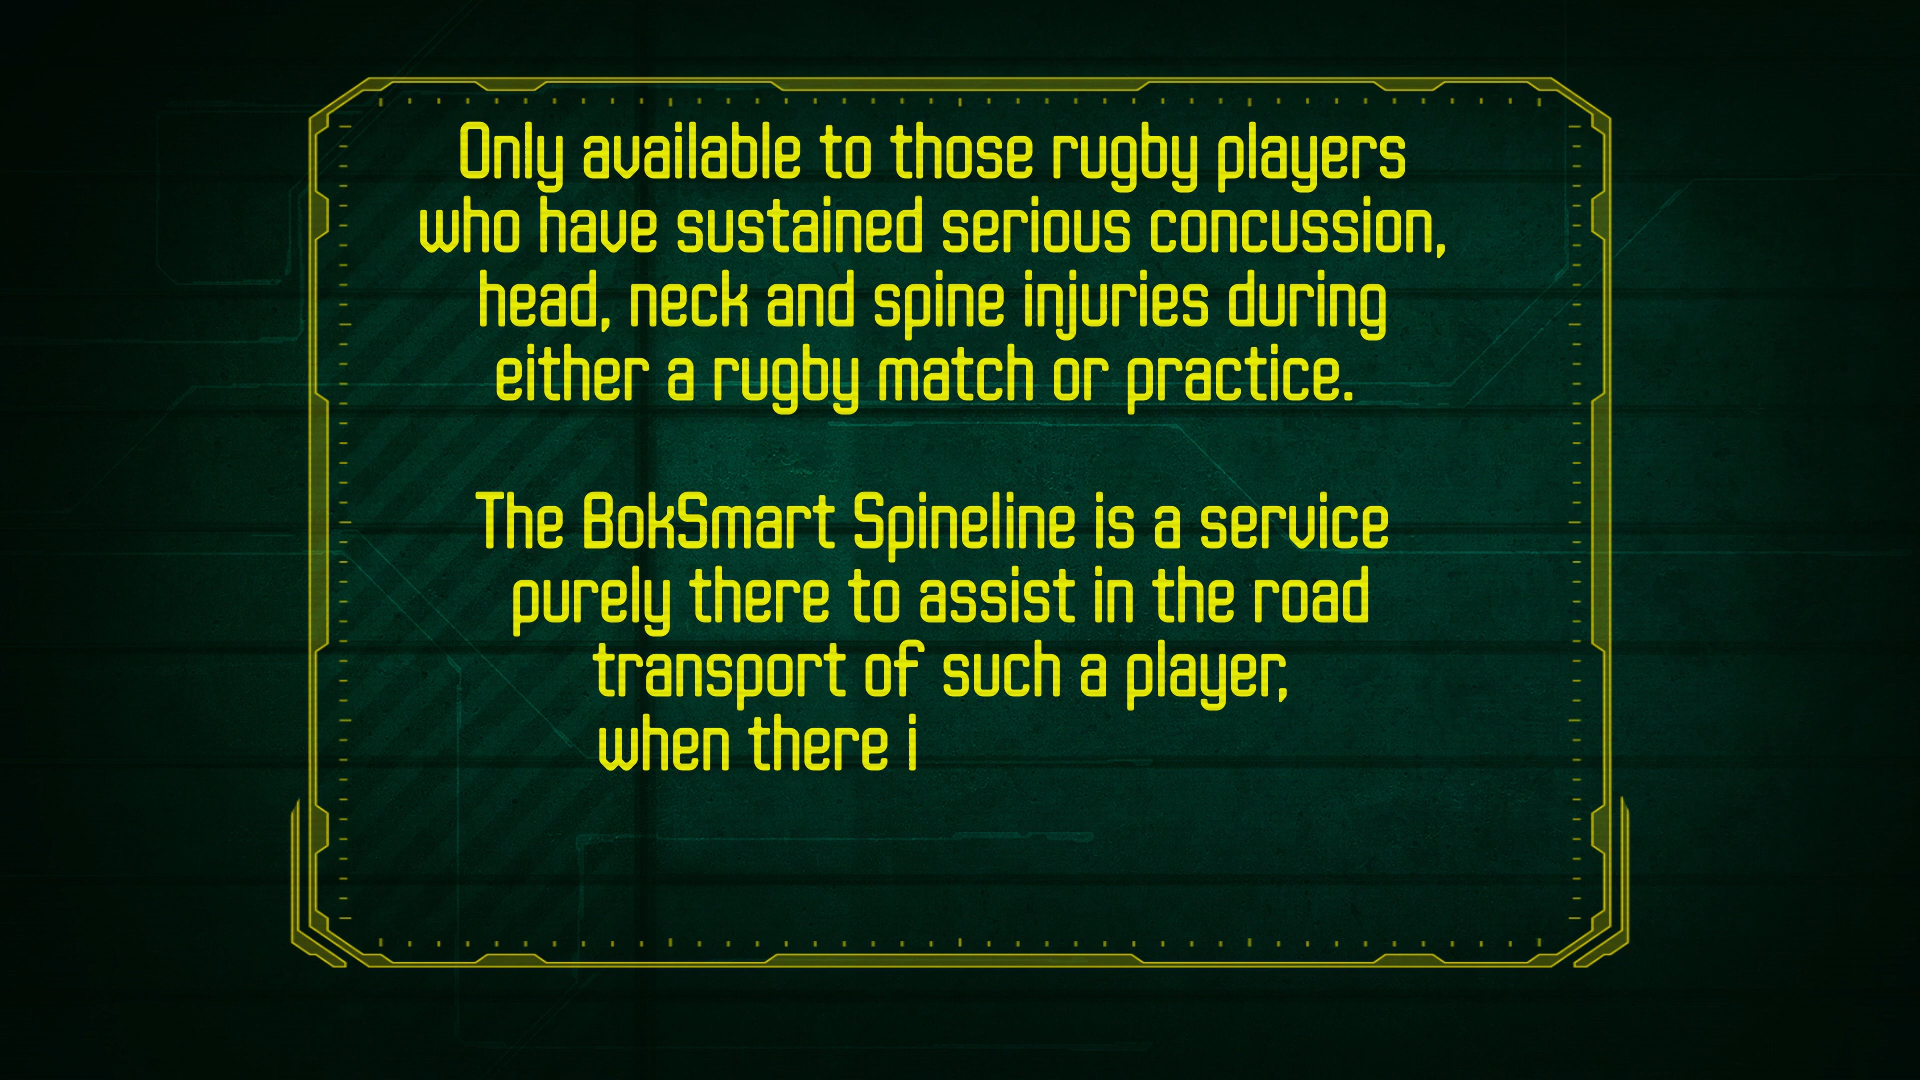 Only available to those rugby players
who have sustained serious concussion,
head, neck and spine injuries during
either a rugby match or practice.
The BokSmart Spineline is a service
purely there to assist in the road
transport of such a player,
when there i